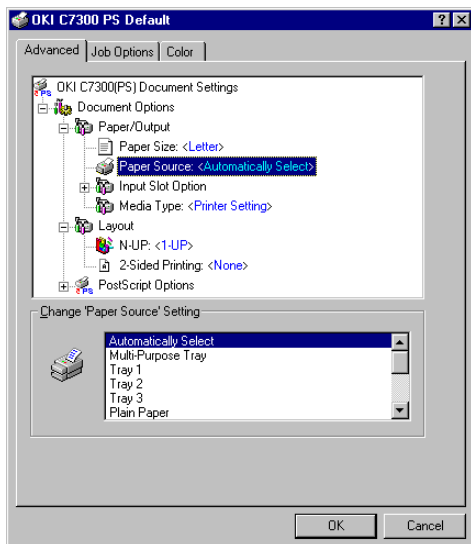 OKI C7300 PS Default
Advanced
Job Options
Color
OKI C7300(PS) Document Settings
Document Options
Paper/Output
Paper Size: <Letter>
Paper Source: <Automatically Select>
Input Slot Option
Media Type: <Printer Setting>
Layout
N-UP: <1-UP>
2-Sided Printing: <None>
PostScript Options
Change 'Paper Source' Setting
Automatically Select
Multi-Purpose Tray
Tray 1
Tray 2
Tray 3
Plain Paper
OK
Cancel